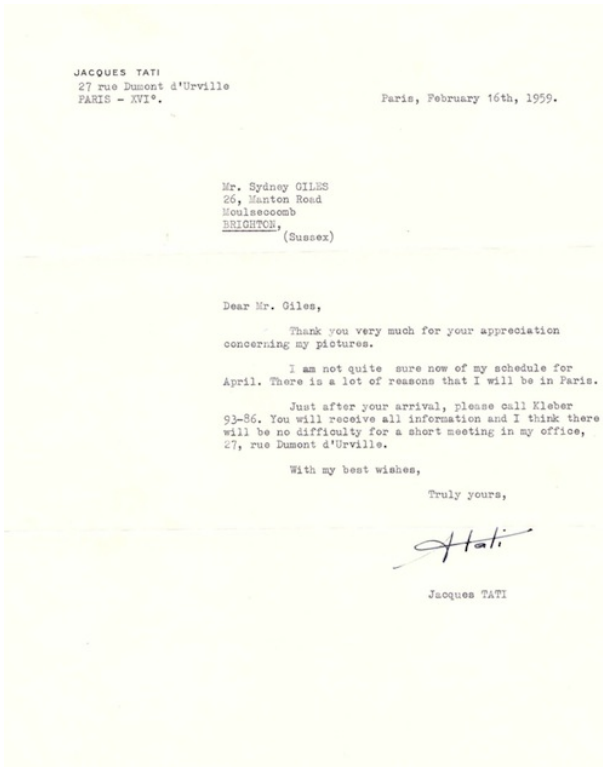 JACQUES TATI
27 rue Dumont d'Urville
PARIS - XVI°.
Paris, February 16th, 1959.
Mr. Sydney GILES
26, Manton Road
Moulsecoomb
BRIGHTON,
(Sussex)
Dear Mr. Giles,
Thank you very much for your appreciation
concerning my pictures.
I am not quite sure now of my schedule for
April. There is a lot of reasons that I will be in Paris.
Just after your arrival, please call Kleber
93-86. You will receive all information and I think there
will be no difficulty for a short meeting in my office,
27, rue Dumont d'Urville.
With my best wishes,
Truly yours,
J Tati
Jacques TATI